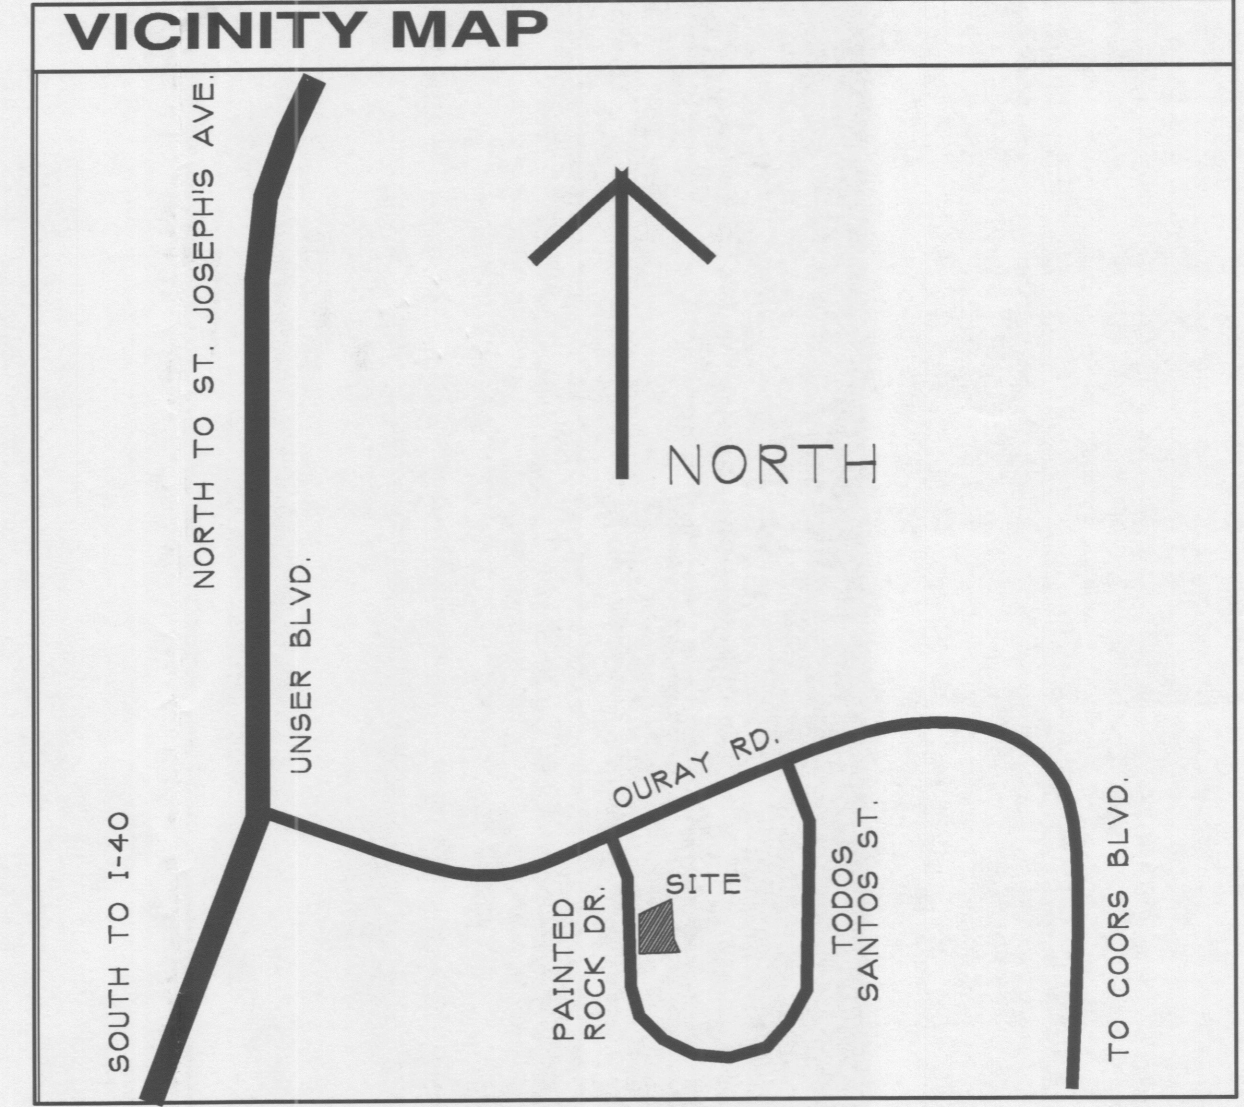 VICINITY MAP
NORTH TO ST. JOSEPH'S AVE.
NORTH
UNSER BLVD.
OURAY RD.
SOUTH TO I-40
SITE
PAINTED
ROCK DR.
TODOS
SANTOS ST.
TO COORS BLVD.